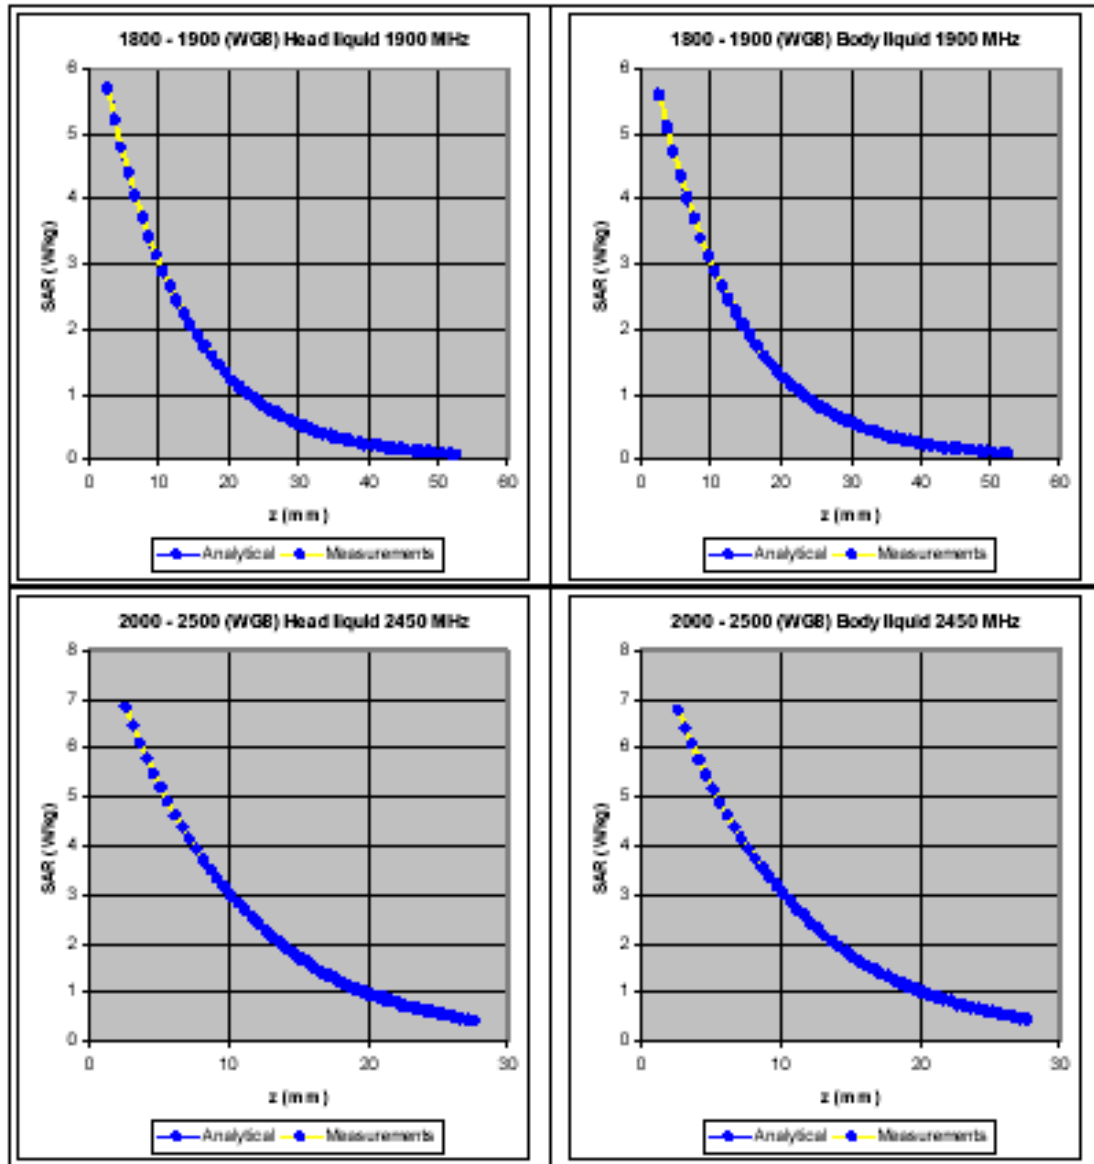 1800 - 1900 (WG8) Head liquid 1900 MHz
6
5
4
3
2
1
0
SAR (W/kg)
0 10 20 30 40 50 60
z (mm)
Analytical Measurements
1800 - 1900 (WG8) Body liquid 1900 MHz
6
5
4
3
2
1
0
SAR (W/kg)
0 10 20 30 40 50 60
z (mm)
Analytical Measurements
2000 - 2500 (WG8) Head liquid 2450 MHz
8
7
6
5
4
3
2
1
0
SAR (W/kg)
0 10 20 30
z (mm)
Analytical Measurements
2000 - 2500 (WG8) Body liquid 2450 MHz
8
7
6
5
4
3
2
1
0
SAR (W/kg)
0 10 20 30
z (mm)
Analytical Measurements